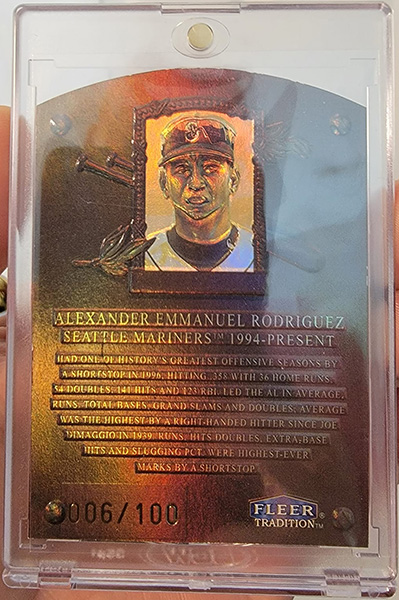 S
ALEXANDER EMMANUEL RODRIGUEZ
SEATTLE MARINERS™ 1994-PRESENT
HAD ONE OF HISTORY'S GREATEST OFFENSIVE SEASONS BY
A SHORTSTOP IN 1996, HITTING .358 WITH 36 HOME RUNS,
54 DOUBLES, 141 HITS AND 123 RBI. LED THE AL IN AVERAGE,
RUNS, TOTAL BASES, GRAND SLAMS AND DOUBLES; AVERAGE
WAS THE HIGHEST BY A RIGHT-HANDED HITTER SINCE JOE
DIMAGGIO IN 1939. RUNS, HITS DOUBLES, EXTRA-BASE
HITS AND SLUGGING PCT. WERE HIGHEST-EVER
MARKS BY A SHORTSTOP.
006/100
FLEER
TRADITION™